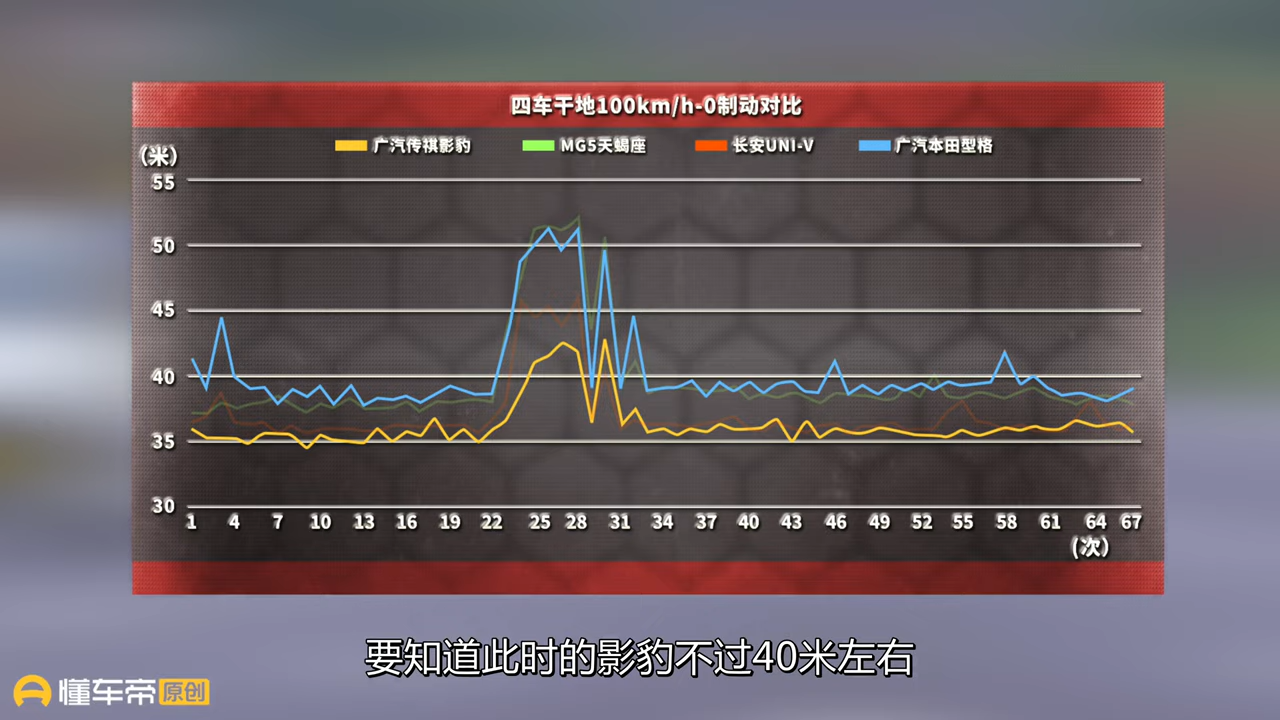 四车干地100km/h-0制动对比
广汽传祺影豹 MG5天蝎座 长安UNI-V 广汽本田型格
(米)
55
50
45
40
35
30
1 4 7 10 13 16 19 22 25 28 31 34 37 40 43 46 49 52 55 58 61 64 67
(次)
要知道此时的影豹不过40米左右
懂车帝 原创